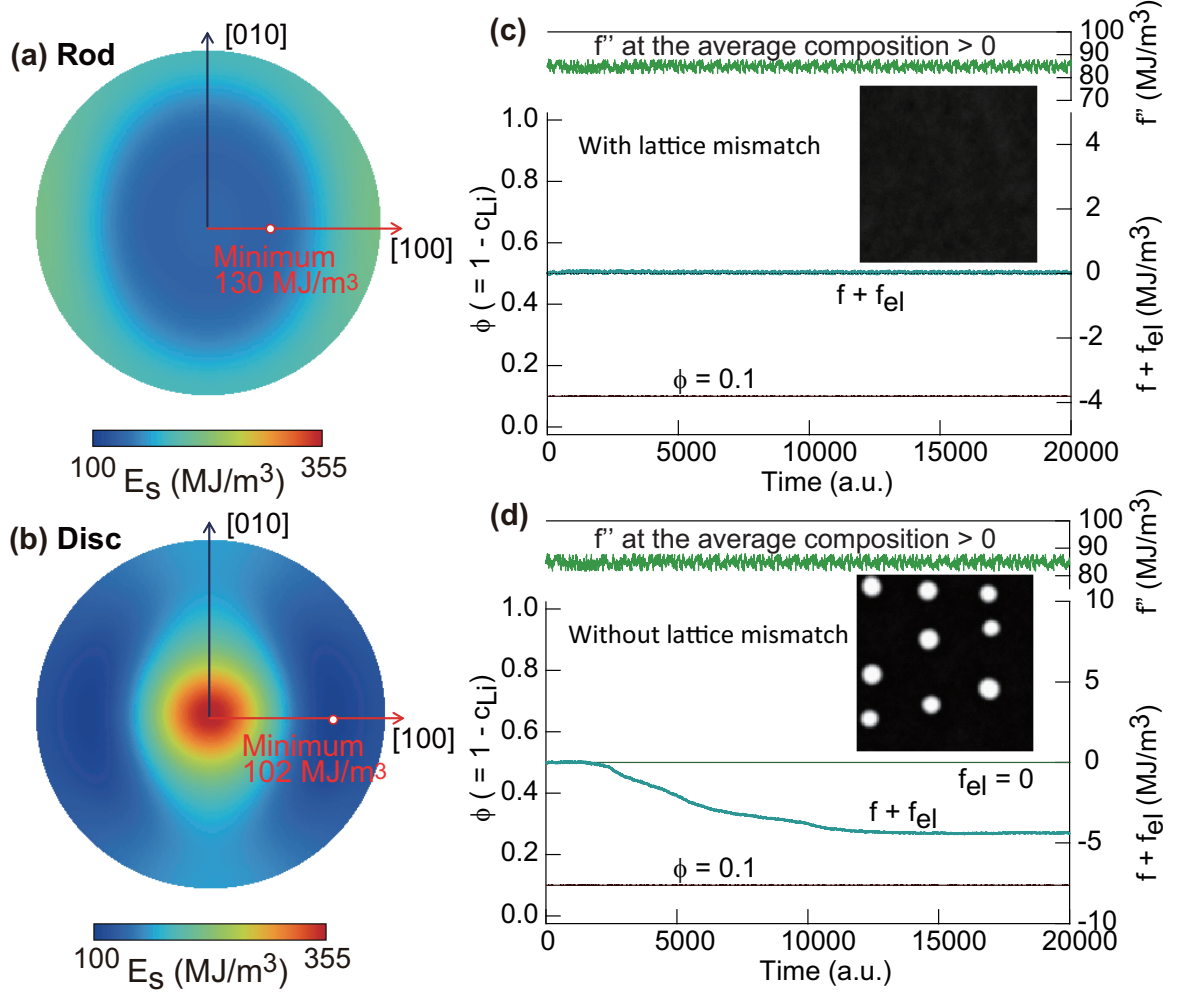 (a) Rod
[010]
[100]
Minimum
130 MJ/m3
100
355
Es (MJ/m3)
(b) Disc
[010]
[100]
Minimum
102 MJ/m3
100
355
Es (MJ/m3)
(c)
f'' at the average composition > 0
100
90
80
70
f'' (MJ/m3)
With lattice mismatch
1.0
0.8
0.6
0.4
0.2
0.0
ϕ ( = 1 - cLi)
4
2
0
-2
-4
f + fel (MJ/m3)
f + fel
ϕ = 0.1
0
5000
10000
15000
20000
Time (a.u.)
(d)
f'' at the average composition > 0
100
90
80
f'' (MJ/m3)
Without lattice mismatch
1.0
0.8
0.6
0.4
0.2
0.0
ϕ ( = 1 - cLi)
10
5
0
-5
-10
f + fel (MJ/m3)
fel = 0
f + fel
ϕ = 0.1
0
5000
10000
15000
20000
Time (a.u.)